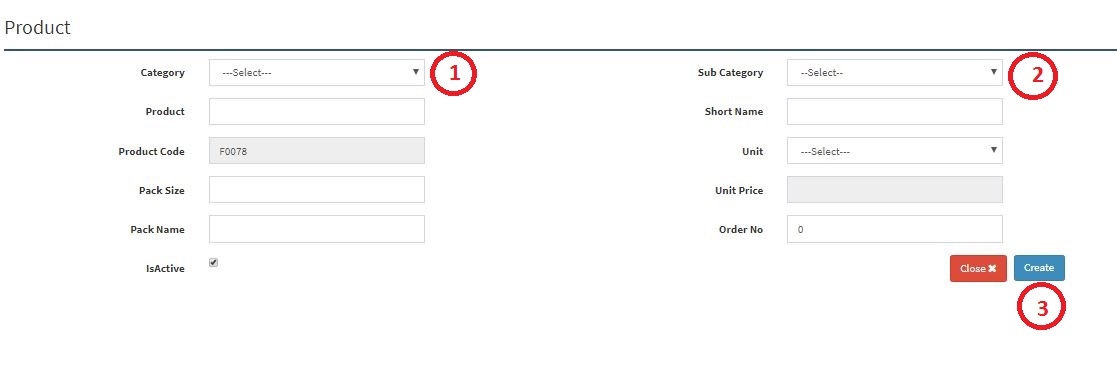 Product
Category ---Select--- 1 Sub Category --Select-- 2
Product Short Name
Product Code F0078 Unit ---Select---
Pack Size Unit Price
Pack Name Order No 0
IsActive Close ✖ Create
3